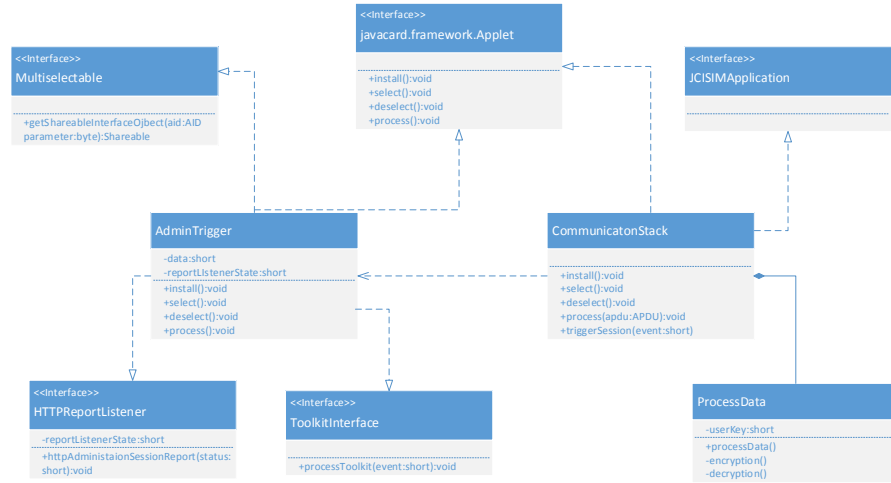 <<Interface>>
javacard.framework.Applet
+install():void
+select():void
+deselect():void
+process():void
<<Interface>>
Multiselectable
+getShareableInterfaceOjbect(aid:AID
parameter:byte):Shareable
<<Interface>>
JCISIMApplication
AdminTrigger
-data:short
-reportLIstenerState:short
+install():void
+select():void
+deselect():void
+process():void
CommunicatonStack
+install():void
+select():void
+deselect():void
+process(apdu:APDU):void
+triggerSession(event:short)
<<Interface>>
HTTPReportListener
-reportListenerState:short
+httpAdministaionSessionReport(status:
short):void
<<Interface>>
ToolkitInterface
+processToolkit(event:short):void
ProcessData
-userKey:short
+processData()
-encryption()
-decryption()